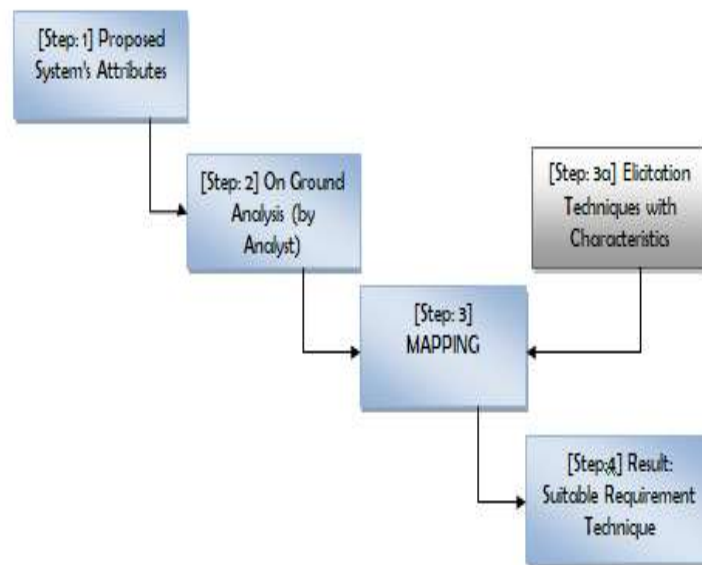 [Step: 1] Proposed
System's Attributes
[Step: 2] On Ground
Analysis (by
Analyst)
[Step: 3a] Elicitation
Techniques with
Characteristics
[Step: 3]
MAPPING
[Step:4] Result:
Suitable Requirement
Technique